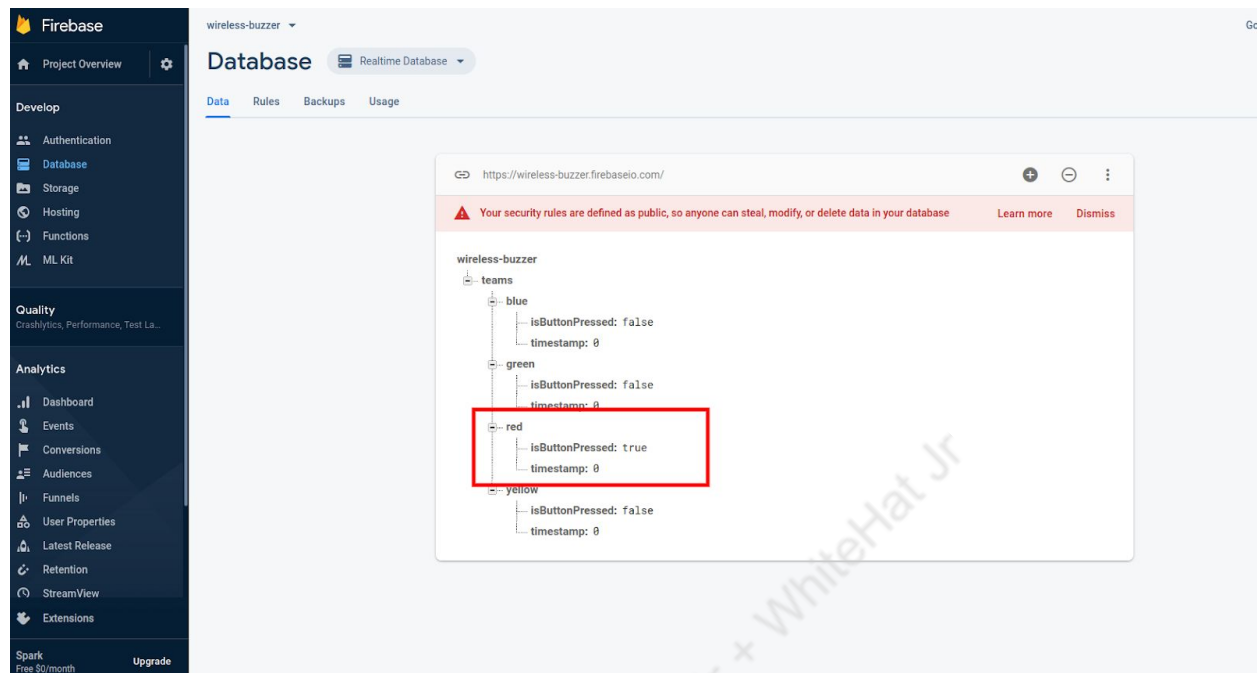 Firebase
Project Overview
Develop
Authentication
Database
Storage
Hosting
Functions
ML Kit
Quality
Crashlytics, Performance, Test La...
Analytics
Dashboard
Events
Conversions
Audiences
Funnels
User Properties
Latest Release
Retention
StreamView
Extensions
Spark
Free $0/month
Upgrade
wireless-buzzer
Go
Database
Realtime Database
Data Rules Backups Usage
https://wireless-buzzer.firebaseio.com/
Your security rules are defined as public, so anyone can steal, modify, or delete data in your database Learn more Dismiss
wireless-buzzer
teams
blue
isButtonPressed: false
timestamp: 0
green
isButtonPressed: false
timestamp: 0
red
isButtonPressed: true
timestamp: 0
yellow
isButtonPressed: false
timestamp: 0
+ WhiteHat Jr